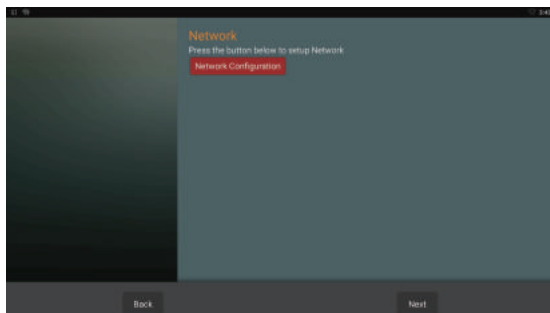 Network
Press the button below to setup Network
Network Configuration
Back
Next